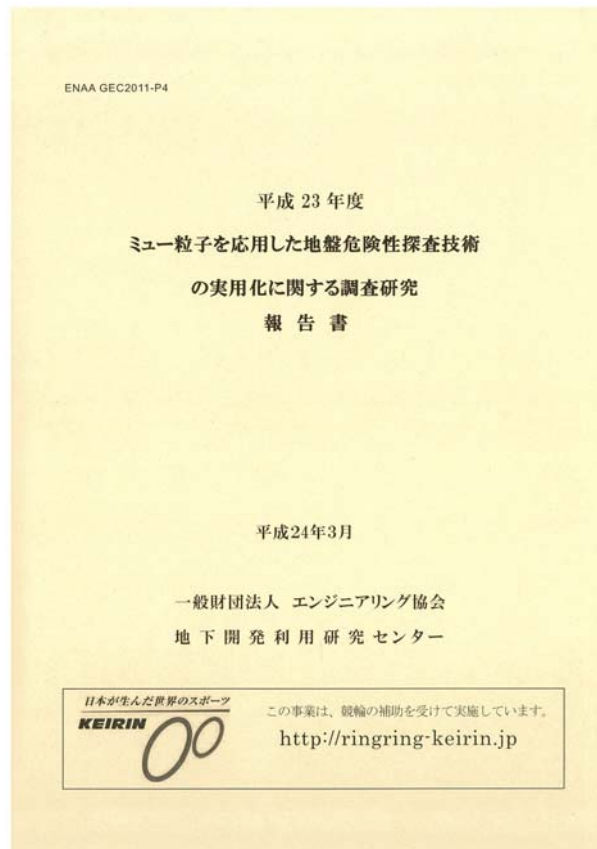 ENAA GEC2011-P4
平成 23 年度
ミュー粒子を応用した地盤危険性探査技術
の実用化に関する調査研究
報 告 書
平成24年3月
一般財団法人 エンジニアリング協会
地 下 開 発 利 用 研 究 セ ン タ ー
日本が生んだ世界のスポーツ
KEIRIN
この事業は、競輪の補助を受けて実施しています。
http://ringring-keirin.jp